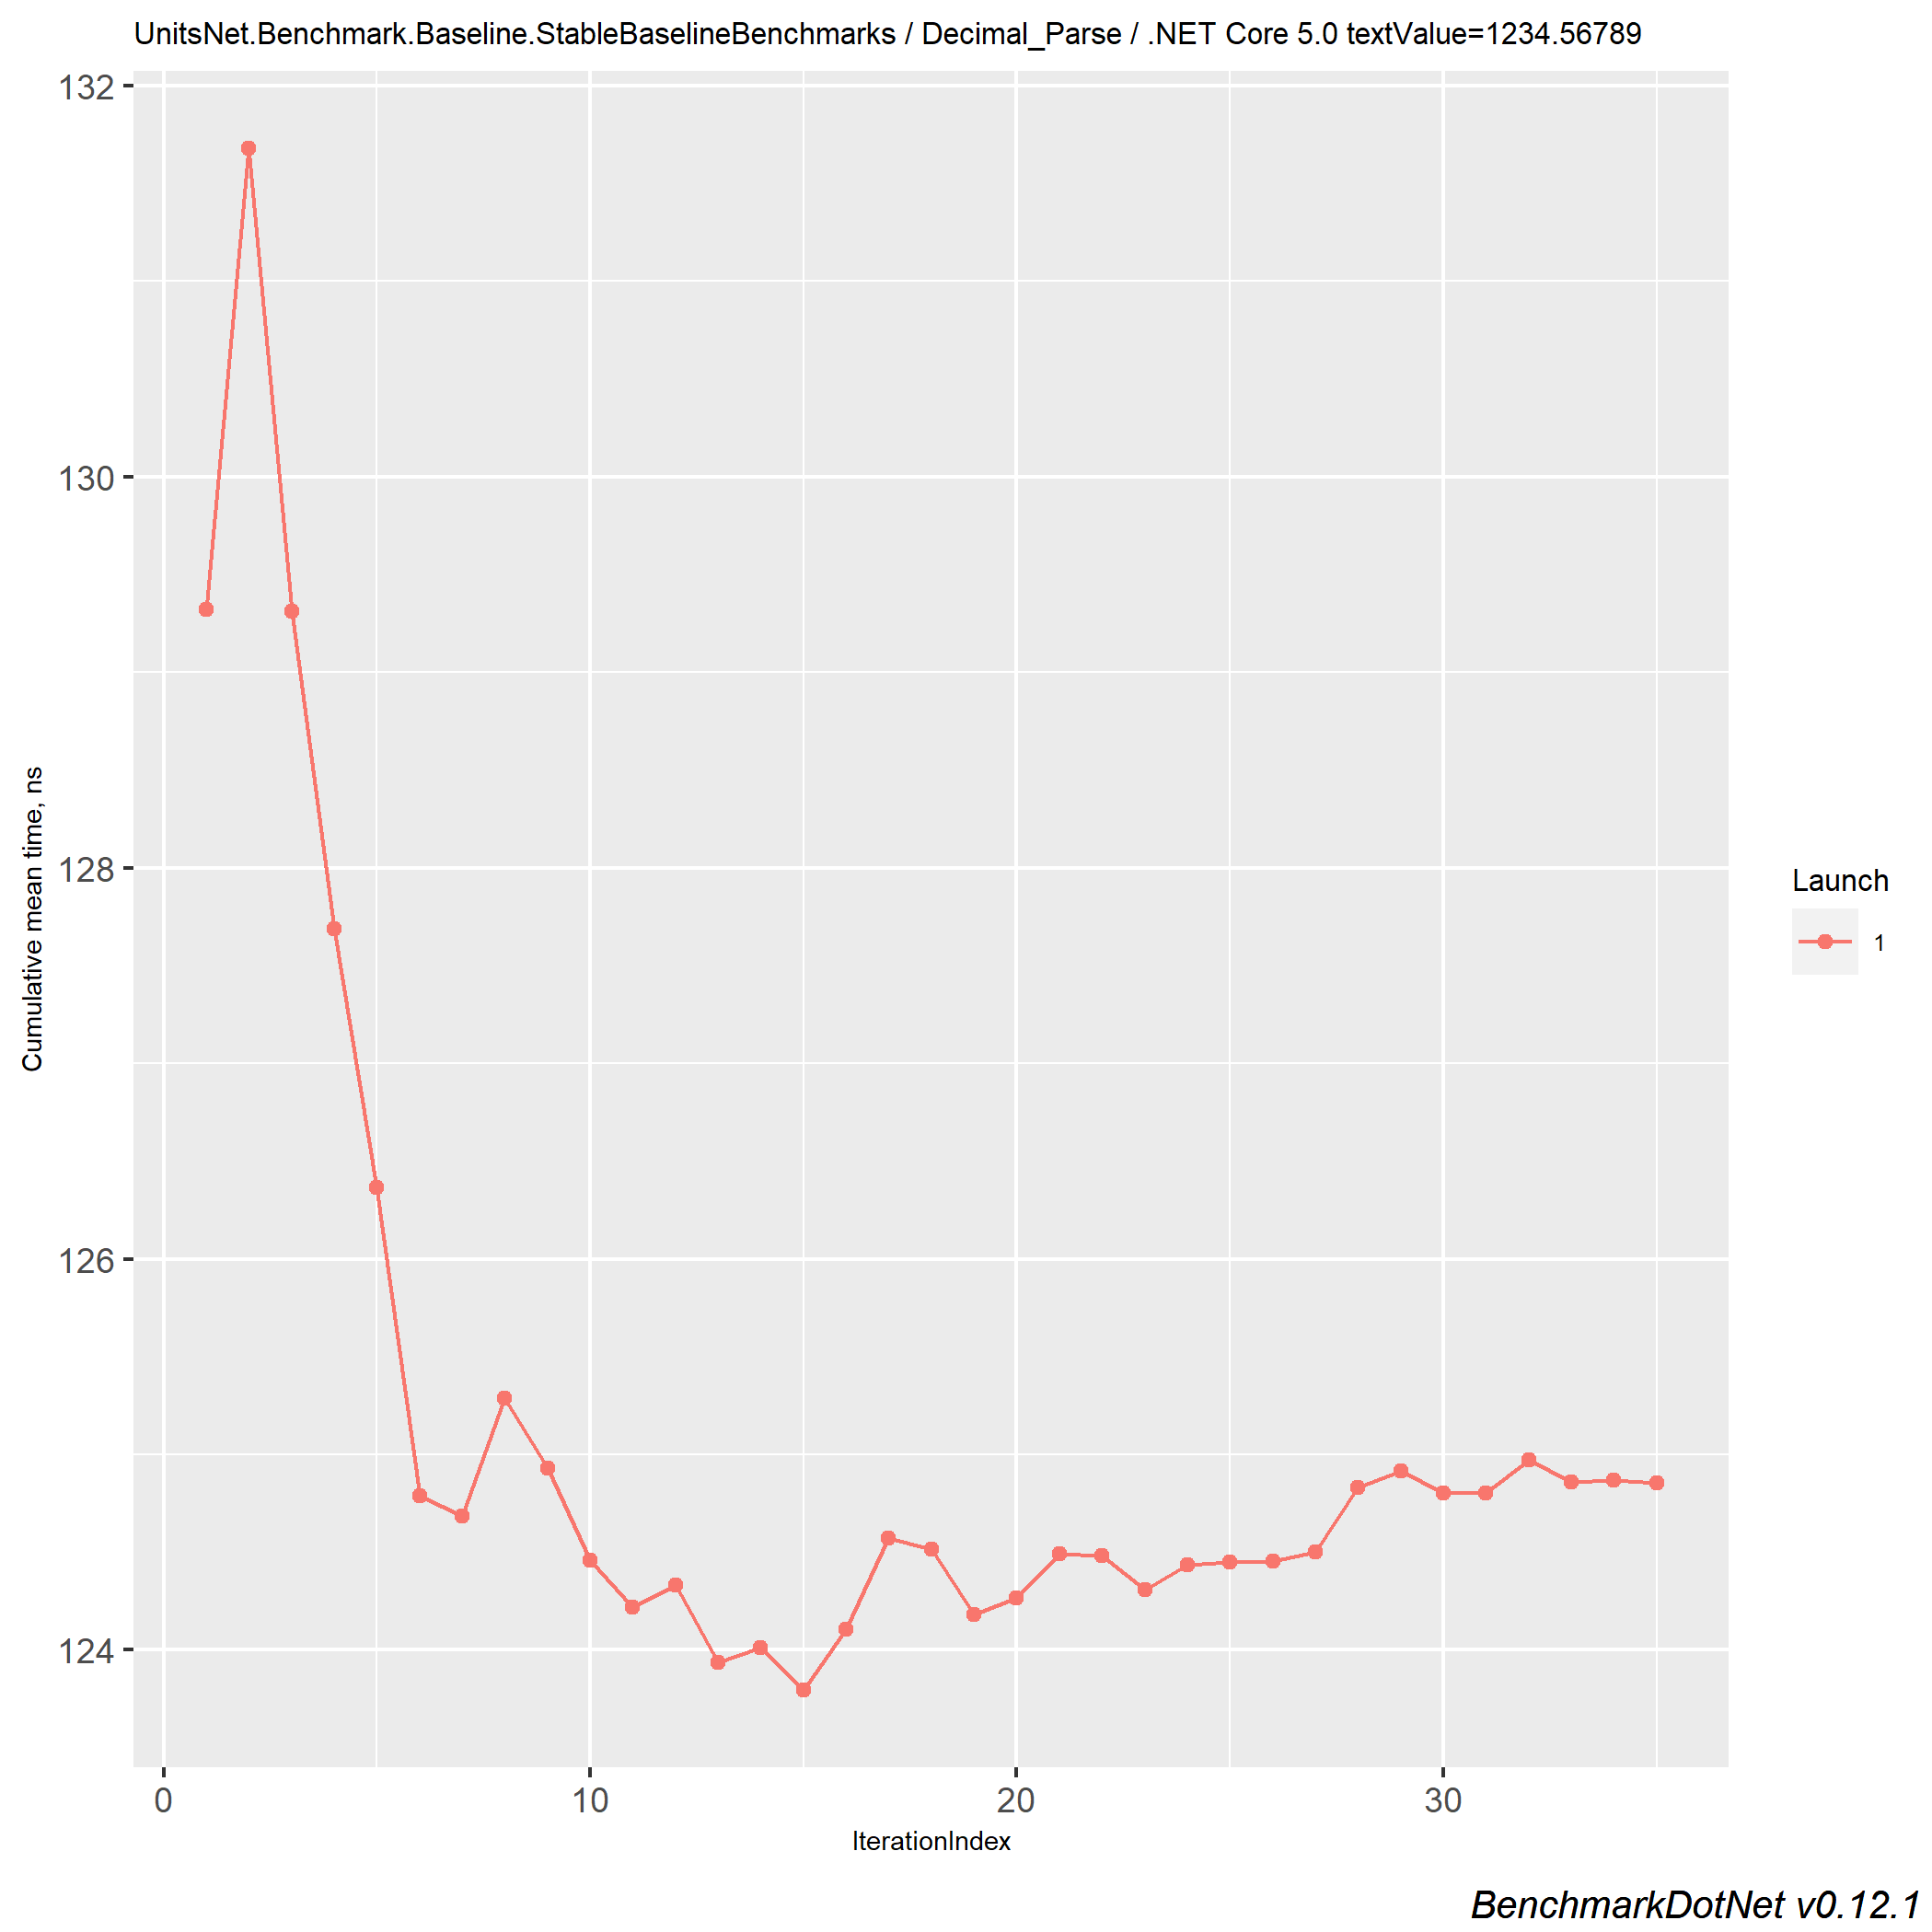 UnitsNet.Benchmark.Baseline.StableBaselineBenchmarks / Decimal_Parse / .NET Core 5.0 textValue=1234.56789
132
130
128
126
124
Cumulative mean time, ns
0 10 20 30
IterationIndex
Launch
1
BenchmarkDotNet v0.12.1